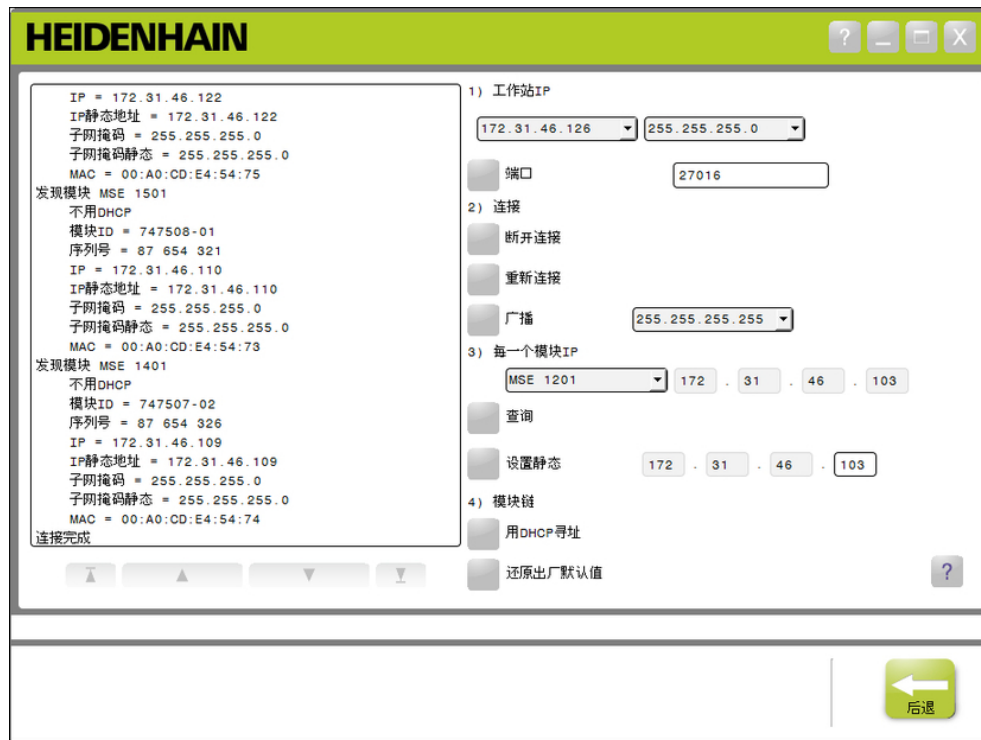 HEIDENHAIN
? _ □ X
IP = 172.31.46.122
IP静态地址 = 172.31.46.122
子网掩码 = 255.255.255.0
子网掩码静态 = 255.255.255.0
MAC = 00:A0:CD:E4:54:75
发现模块 MSE 1501
不用DHCP
模块ID = 747508-01
序列号 = 87 654 321
IP = 172.31.46.110
IP静态地址 = 172.31.46.110
子网掩码 = 255.255.255.0
子网掩码静态 = 255.255.255.0
MAC = 00:A0:CD:E4:54:73
发现模块 MSE 1401
不用DHCP
模块ID = 747507-02
序列号 = 87 654 326
IP = 172.31.46.109
IP静态地址 = 172.31.46.109
子网掩码 = 255.255.255.0
子网掩码静态 = 255.255.255.0
MAC = 00:A0:CD:E4:54:74
连接完成
1) 工作站IP
172.31.46.126 255.255.255.0
端口 27016
2) 连接
断开连接
重新连接
广播 255.255.255.255
3) 每一个模块IP
MSE 1201 172 . 31 . 46 . 103
查询
设置静态 172 . 31 . 46 . 103
4) 模块链
用DHCP寻址
还原出厂默认值
?
后退